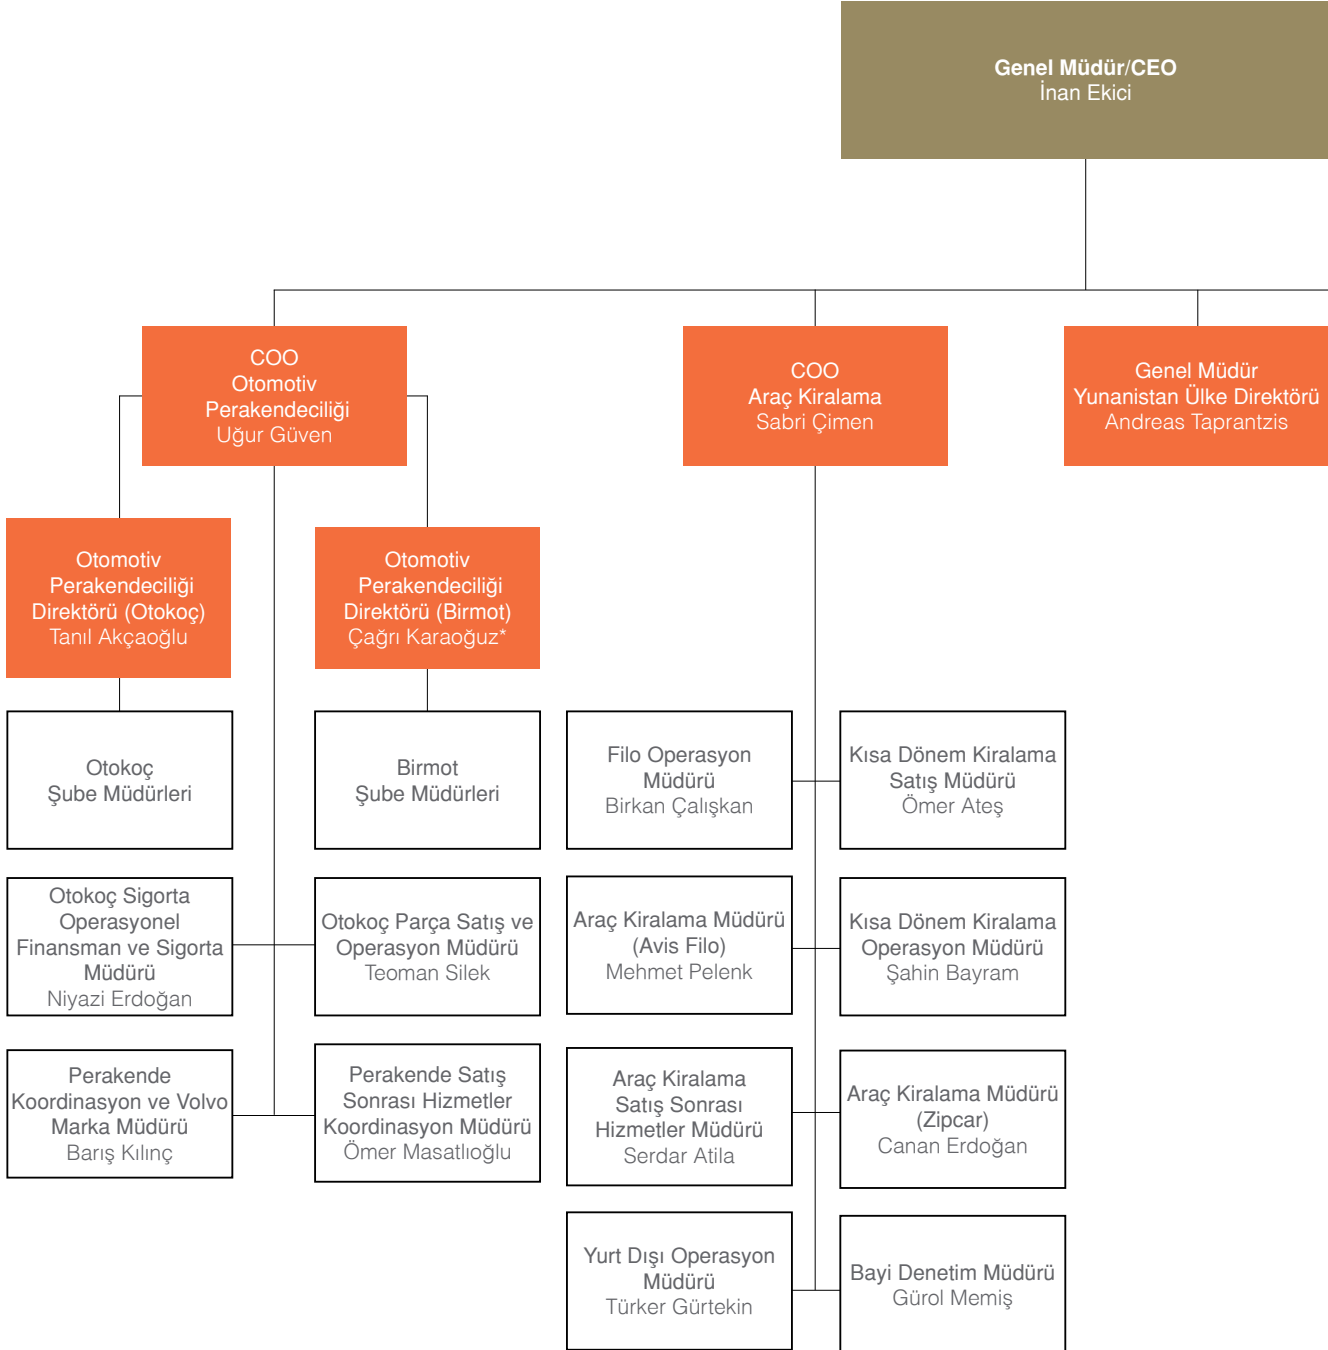 Genel Müdür/CEO
İnan Ekici
COO
Otomotiv
Perakendeciliği
Uğur Güven
COO
Araç Kiralama
Sabri Çimen
Genel Müdür
Yunanistan Ülke Direktörü
Andreas Taprantzis
Otomotiv
Perakendeciliği
Direktörü (Otokoç)
Tanıl Akçaoğlu
Otomotiv
Perakendeciliği
Direktörü (Birmot)
Çağrı Karaoğuz*
Otokoç
Şube Müdürleri
Birmot
Şube Müdürleri
Filo Operasyon
Müdürü
Birkan Çalışkan
Kısa Dönem Kiralama
Satış Müdürü
Ömer Ateş
Otokoç Sigorta
Operasyonel
Finansman ve Sigorta
Müdürü
Niyazi Erdoğan
Otokoç Parça Satış ve
Operasyon Müdürü
Teoman Silek
Araç Kiralama Müdürü
(Avis Filo)
Mehmet Pelenk
Kısa Dönem Kiralama
Operasyon Müdürü
Şahin Bayram
Perakende
Koordinasyon ve Volvo
Marka Müdürü
Barış Kılınç
Perakende Satış
Sonrası Hizmetler
Koordinasyon Müdürü
Ömer Masatlıoğlu
Araç Kiralama
Satış Sonrası
Hizmetler Müdürü
Serdar Atila
Araç Kiralama Müdürü
(Zipcar)
Canan Erdoğan
Yurt Dışı Operasyon
Müdürü
Türker Gürtekin
Bayi Denetim Müdürü
Gürol Memiş